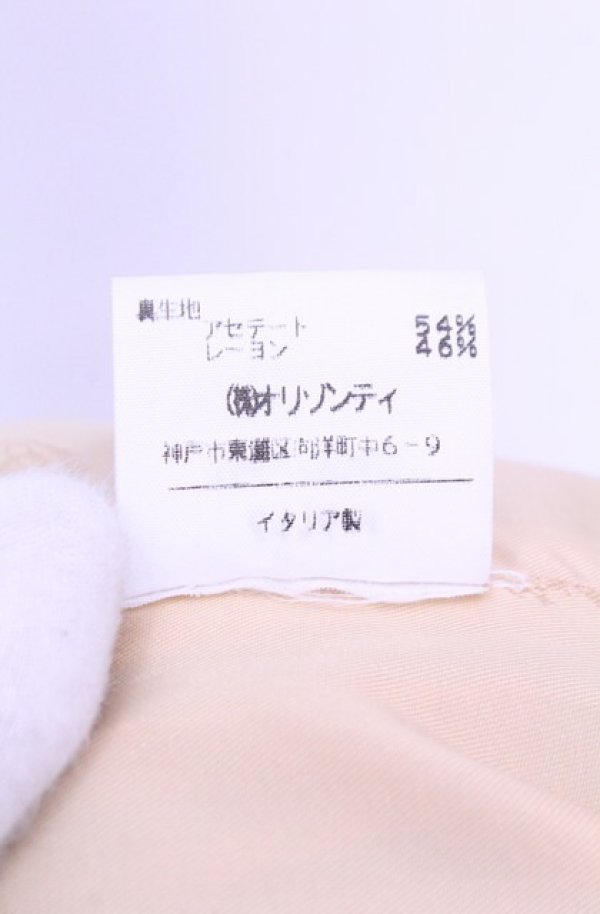 裏生地
アセテート 54%
レーヨン 46%
(株)オリゾンティ
神戸市東灘区向洋町中6-9
イタリア製